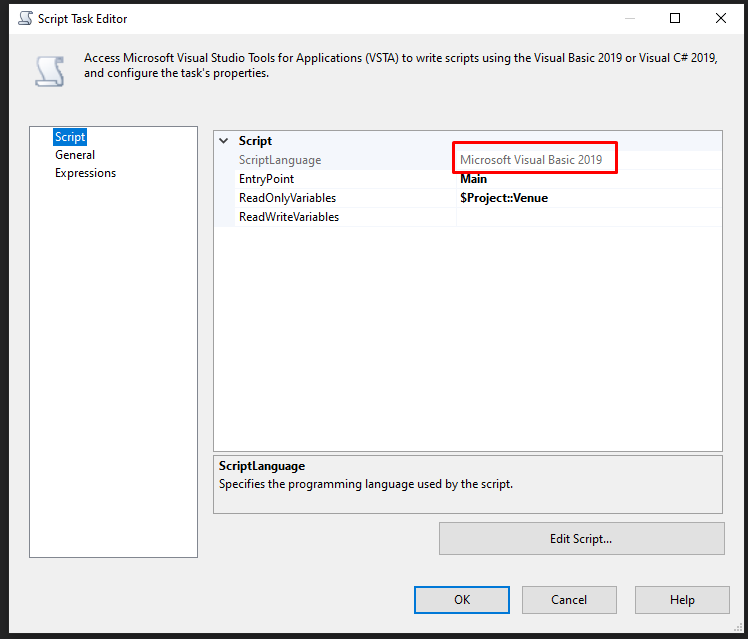 Script Task Editor
Access Microsoft Visual Studio Tools for Applications (VSTA) to write scripts using the Visual Basic 2019 or Visual C# 2019,
and configure the task's properties.
Script
General
Expressions
Script
ScriptLanguage Microsoft Visual Basic 2019
EntryPoint Main
ReadOnlyVariables $Project::Venue
ReadWriteVariables
ScriptLanguage
Specifies the programming language used by the script.
Edit Script...
OK Cancel Help